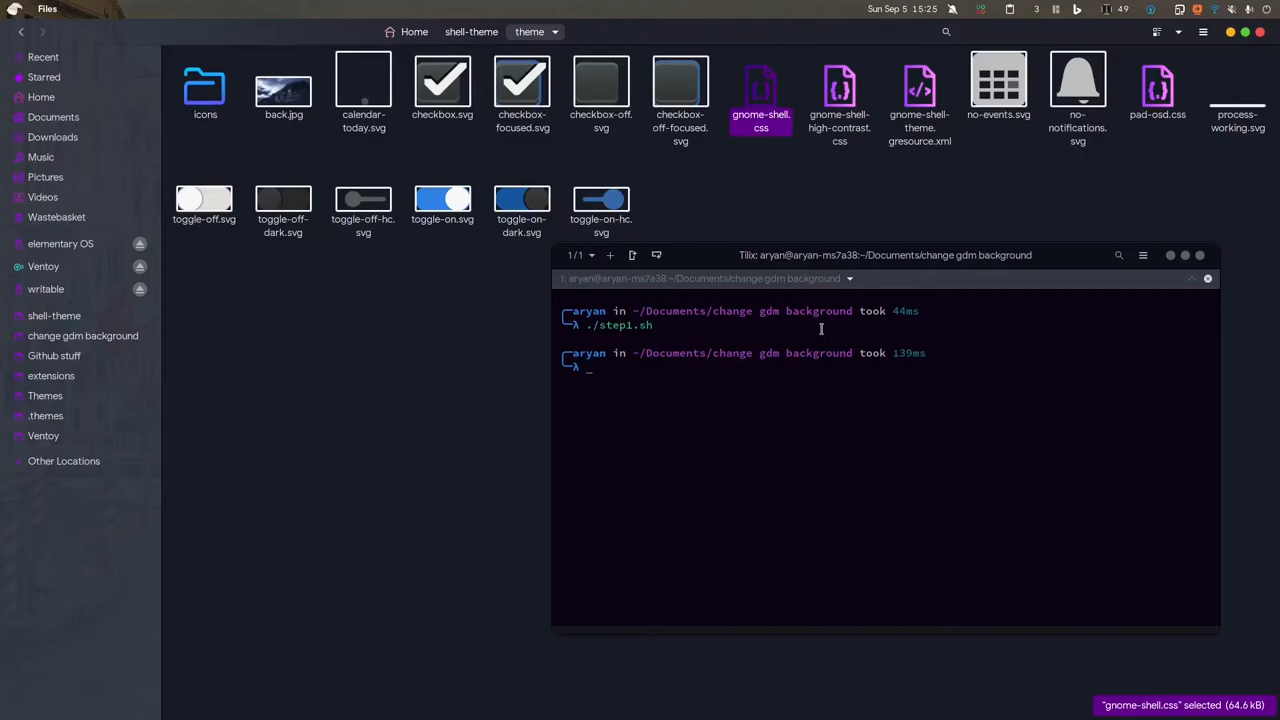 Files
Sun Sep 5 15:25
3
49
Home
shell-theme
theme
Recent
Starred
Home
Documents
Downloads
Music
Pictures
Videos
Wastebasket
elementary OS
Ventoy
writable
shell-theme
change gdm background
Github stuff
extensions
Themes
.themes
Ventoy
Other Locations
icons
back.jpg
calendar-
today.svg
checkbox.svg
checkbox-
focused.svg
checkbox-off.
svg
checkbox-
off-focused.
svg
gnome-shell.
css
gnome-shell-
high-contrast.
css
gnome-shell-
theme.
gresource.xml
no-events.svg
no-
notifications.
svg
pad-osd.css
process-
working.svg
toggle-off.svg
toggle-off-
dark.svg
toggle-off-hc.
svg
toggle-on.svg
toggle-on-
dark.svg
toggle-on-hc.
svg
1/1
Tilix: aryan@aryan-ms7a38:~/Documents/change gdm background
1: aryan@aryan-ms7a38:~/Documents/change gdm background
aryan in ~/Documents/change gdm background took 44ms
λ ./step1.sh
aryan in ~/Documents/change gdm background took 139ms
λ _
"gnome-shell.css" selected (64.6 kB)